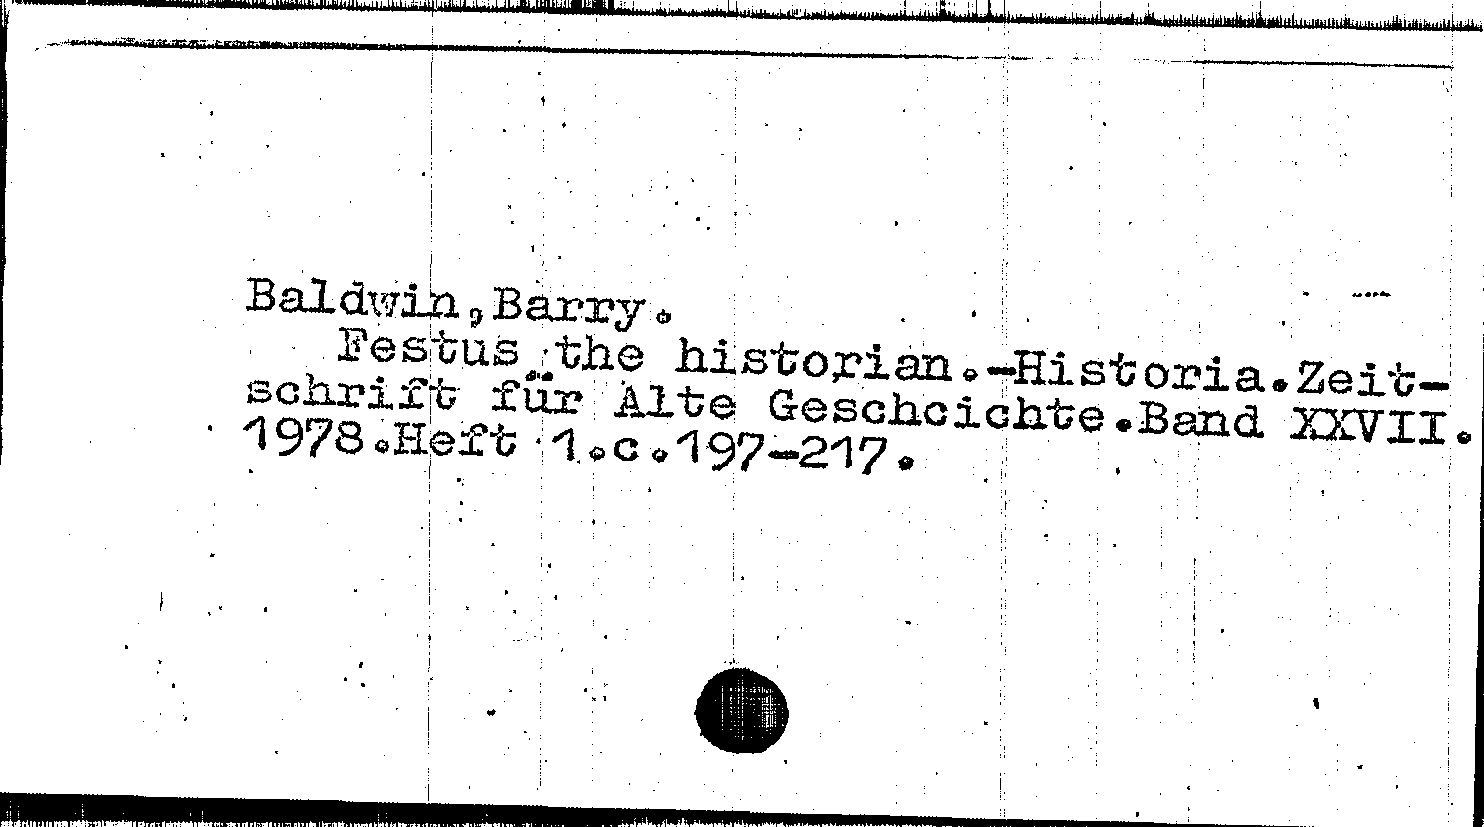 Baldwin,Barry.
Festus the historian.-Historia.Zeit-
schrift für Alte Geschcichte.Band XXVII.
1978.Heft 1.c.197-217.